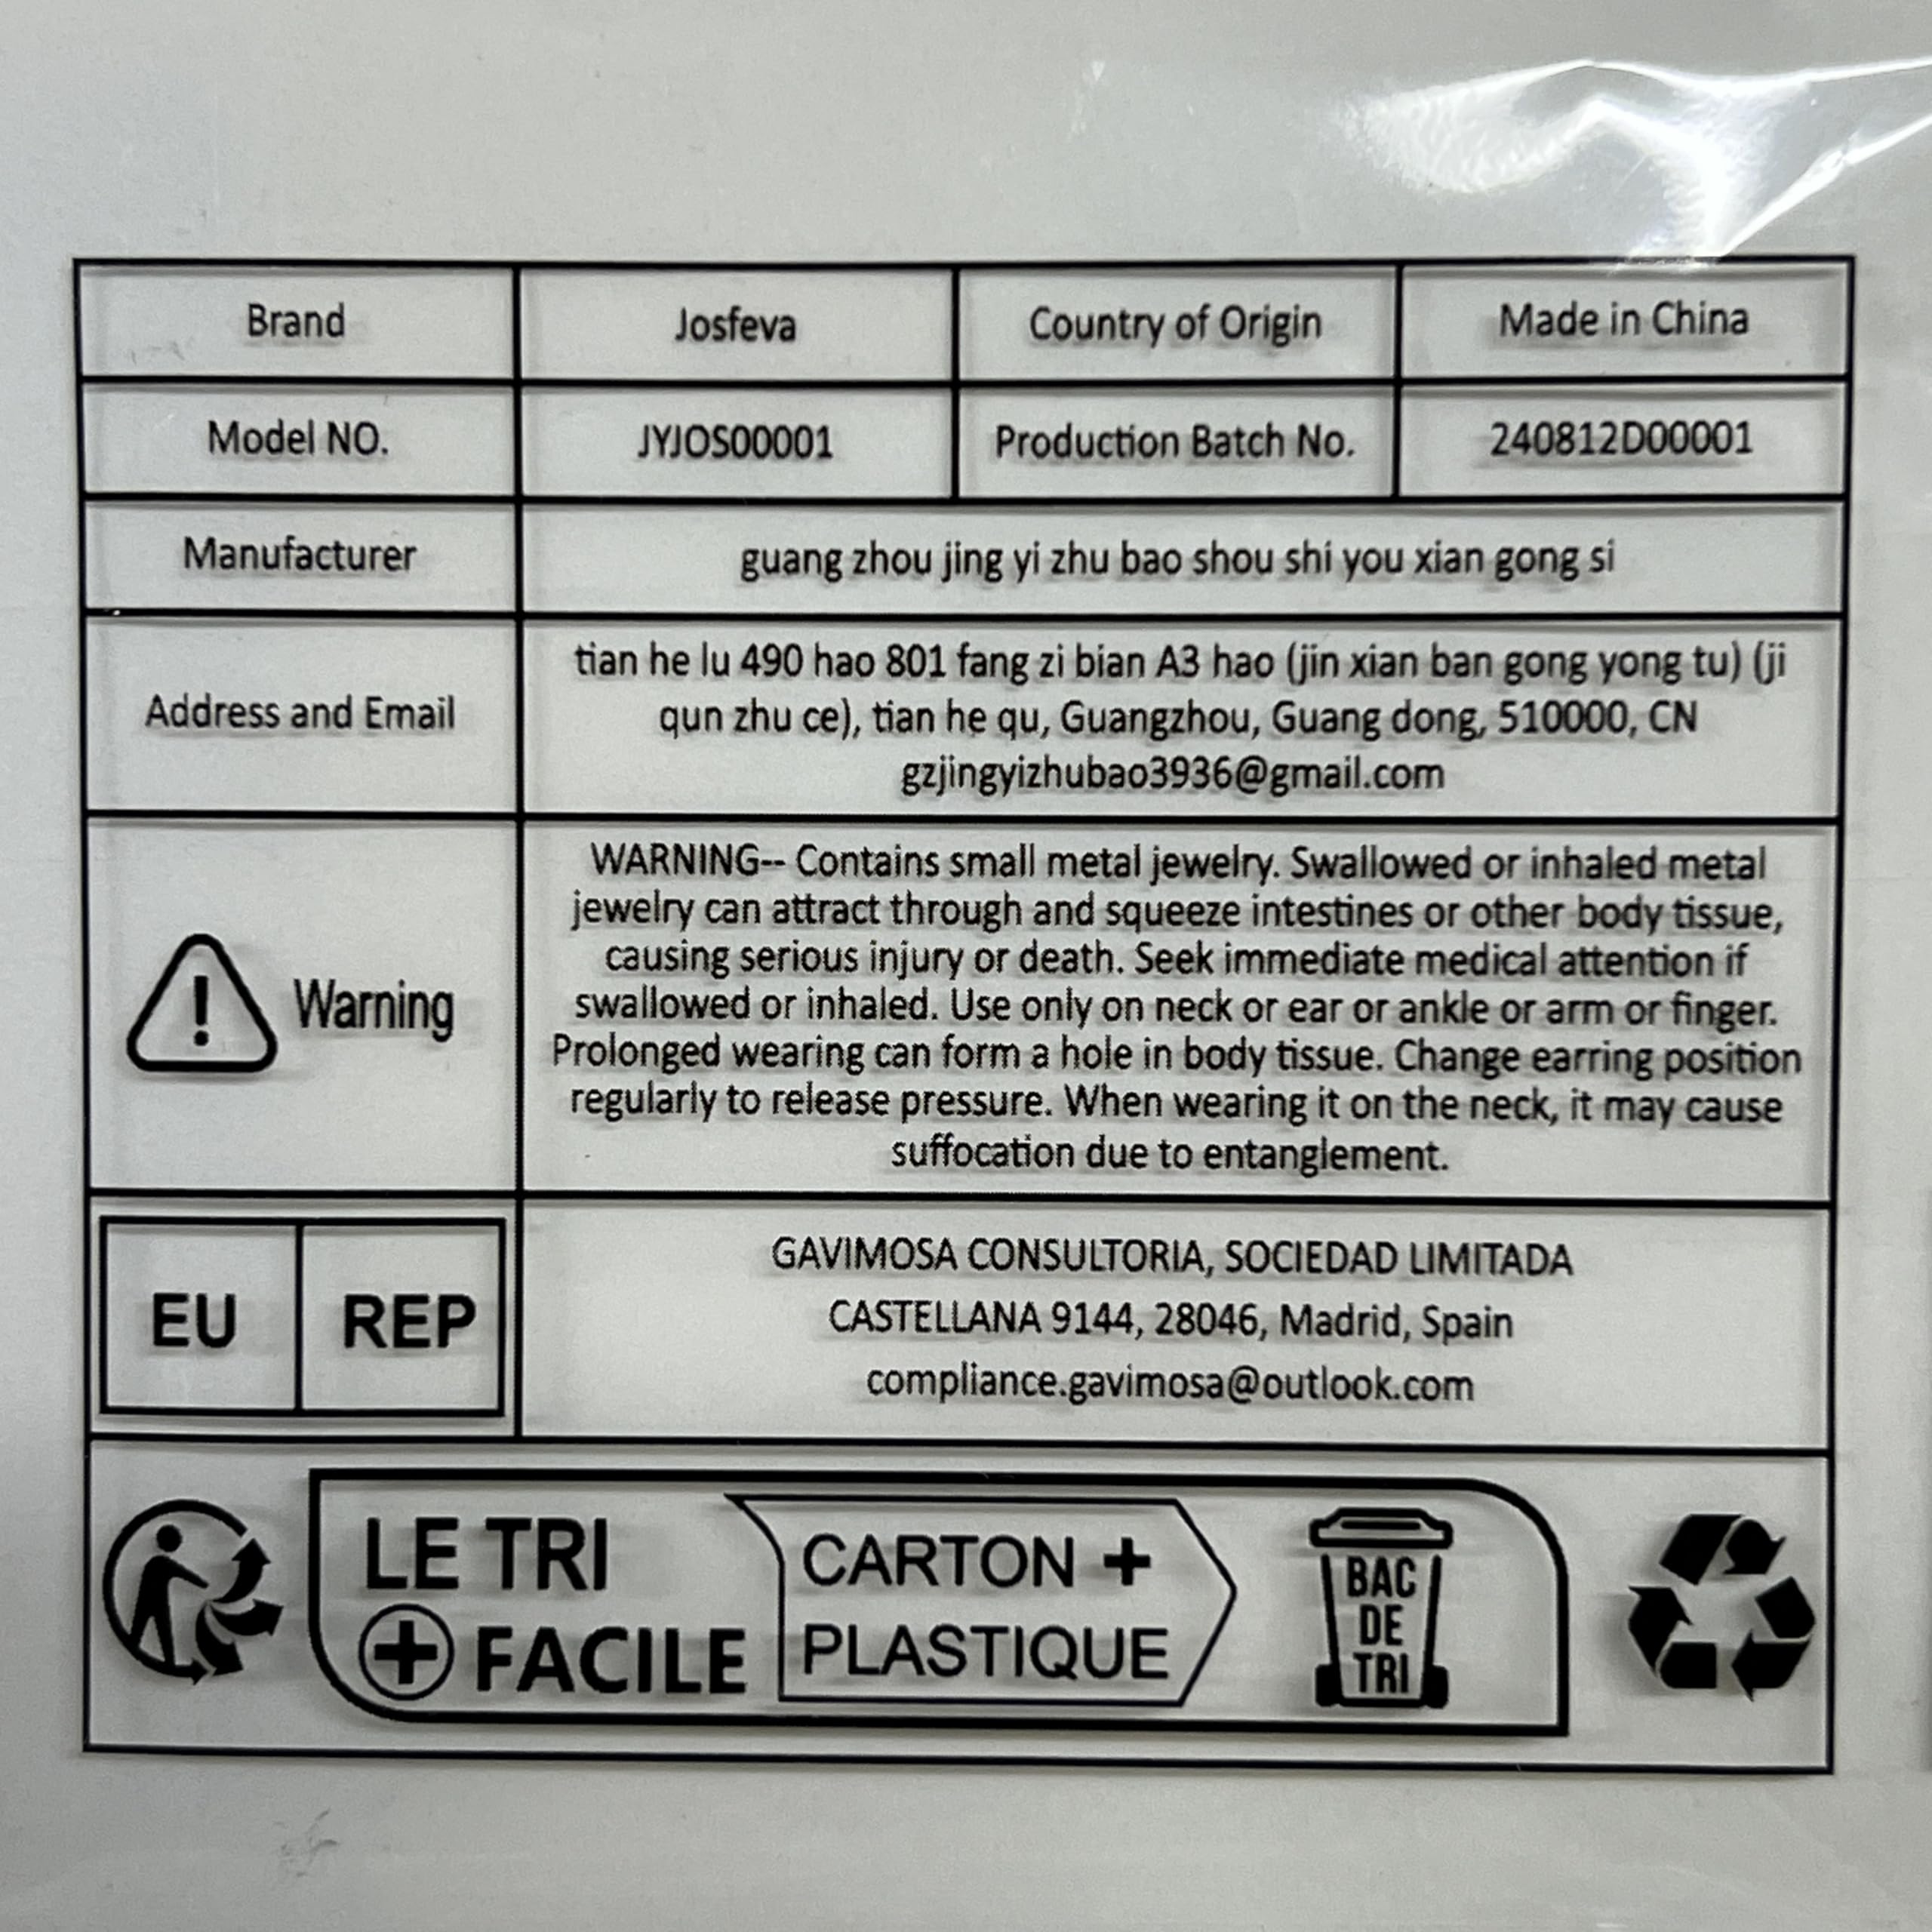 Brand Josfeva Country of Origin Made in China
Model NO. JYJOS00001 Production Batch No. 240812D00001
Manufacturer guang zhou jing yi zhu bao shou shi you xian gong si
Address and Email
tian he lu 490 hao 801 fang zi bian A3 hao (jin xian ban gong yong tu) (ji
qun zhu ce), tian he qu, Guangzhou, Guang dong, 510000, CN
gzjingyizhubao3936@gmail.com
Warning
WARNING-- Contains small metal jewelry. Swallowed or inhaled metal
jewelry can attract through and squeeze intestines or other body tissue,
causing serious injury or death. Seek immediate medical attention if
swallowed or inhaled. Use only on neck or ear or ankle or arm or finger.
Prolonged wearing can form a hole in body tissue. Change earring position
regularly to release pressure. When wearing it on the neck, it may cause
suffocation due to entanglement.
EU REP
GAVIMOSA CONSULTORIA, SOCIEDAD LIMITADA
CASTELLANA 9144, 28046, Madrid, Spain
compliance.gavimosa@outlook.com
LE TRI
+ FACILE
CARTON +
PLASTIQUE
BAC
DE
TRI